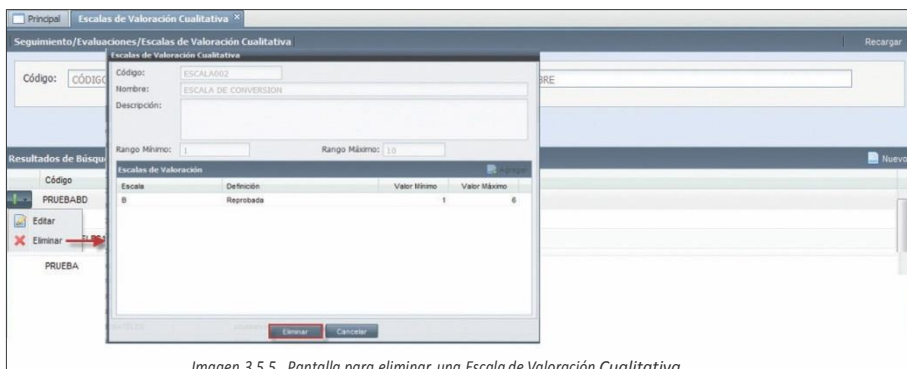 Principal Escalas de Valoración Cualitativa ×
Seguimiento/Evaluaciones/Escalas de Valoración Cualitativa Recargar
Escalas de Valoración Cualitativa
Código: CÓDIGO BRE
Código: ESCALA002
Nombre: ESCALA DE CONVERSION
Descripción:
Rango Mínimo: 1 Rango Máximo: 10
Resultados de Búsqu Nuevo
Escalas de Valoración Agregar
Código
Escala Definición Valor Mínimo Valor Máximo
PRUEBABD
B Reprobada 1 6
Editar
Eliminar
PRUEBA
Eliminar Cancelar
Imagen 3.5.5. Pantalla para eliminar una Escala de Valoración Cualitativa